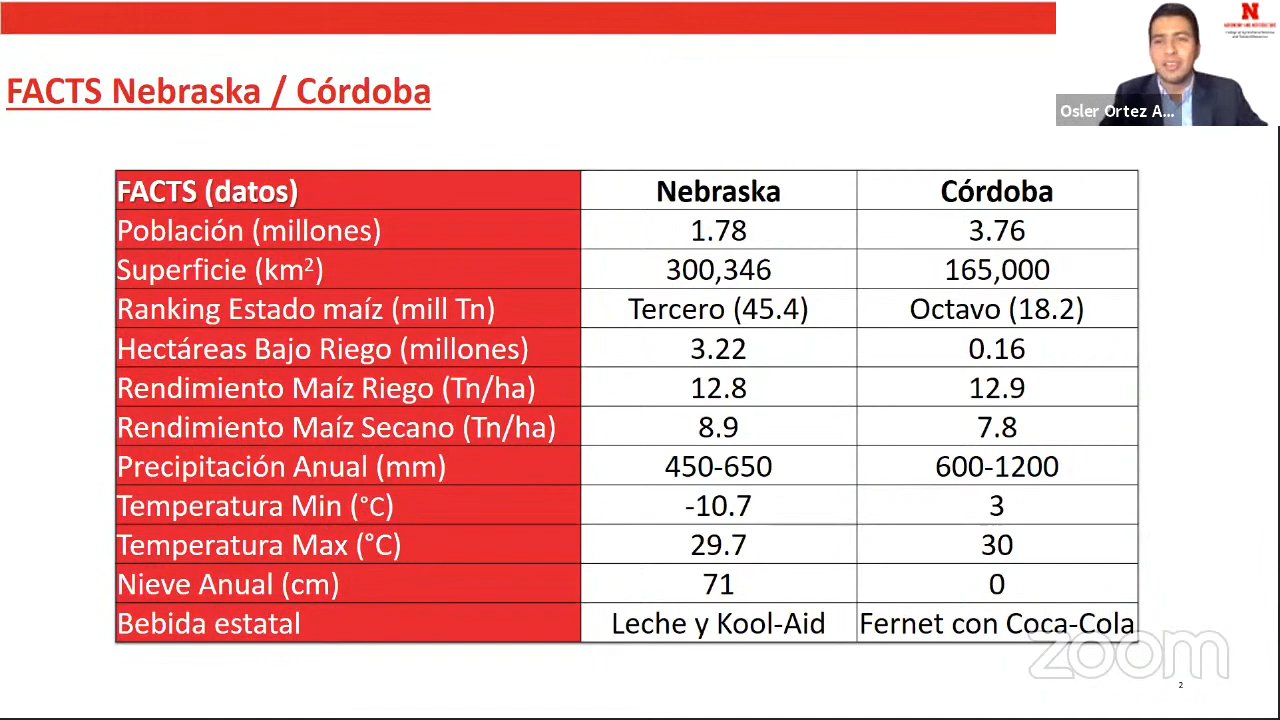 FACTS Nebraska / Córdoba
N
Osler Ortez A...
FACTS (datos) Nebraska Córdoba
Población (millones) 1.78 3.76
Superficie (km²) 300,346 165,000
Ranking Estado maíz (mill Tn) Tercero (45.4) Octavo (18.2)
Hectáreas Bajo Riego (millones) 3.22 0.16
Rendimiento Maíz Riego (Tn/ha) 12.8 12.9
Rendimiento Maíz Secano (Tn/ha) 8.9 7.8
Precipitación Anual (mm) 450-650 600-1200
Temperatura Min (°C) -10.7 3
Temperatura Max (°C) 29.7 30
Nieve Anual (cm) 71 0
Bebida estatal Leche y Kool-Aid Fernet con Coca-Cola
zoom
2